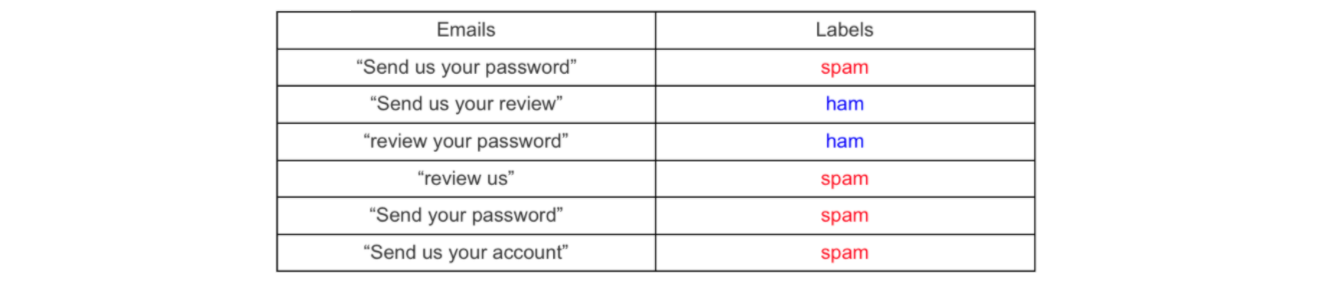 Emails Labels
“Send us your password” spam
“Send us your review” ham
“review your password” ham
“review us” spam
“Send your password” spam
“Send us your account” spam